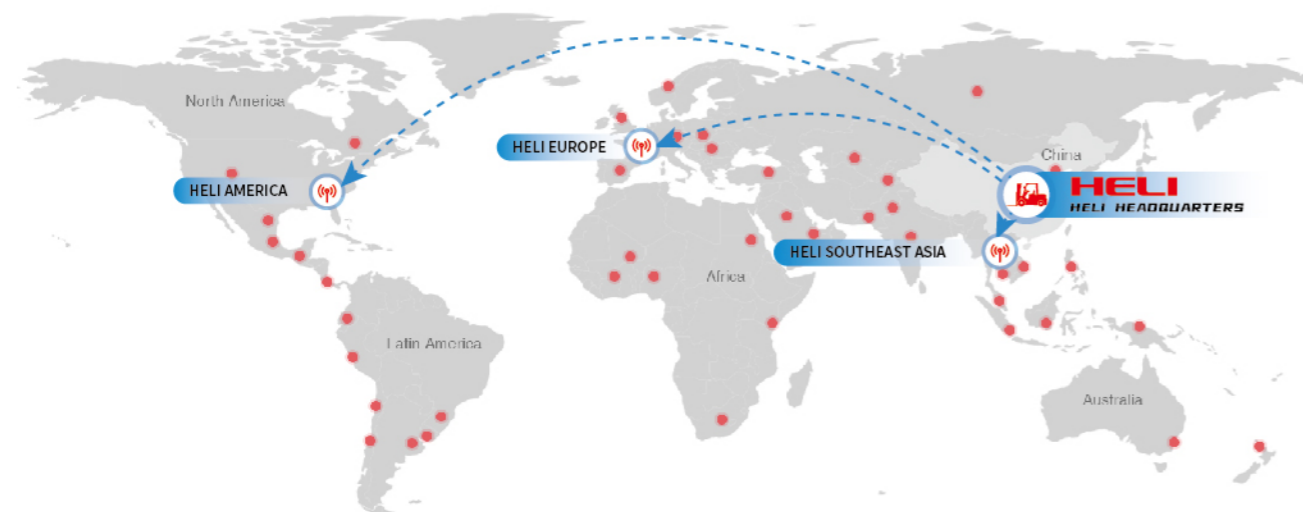 North America
China
HELI EUROPE
HELI AMERICA
HELI
HELI HEADQUARTERS
HELI SOUTHEAST ASIA
Africa
Latin America
Australia